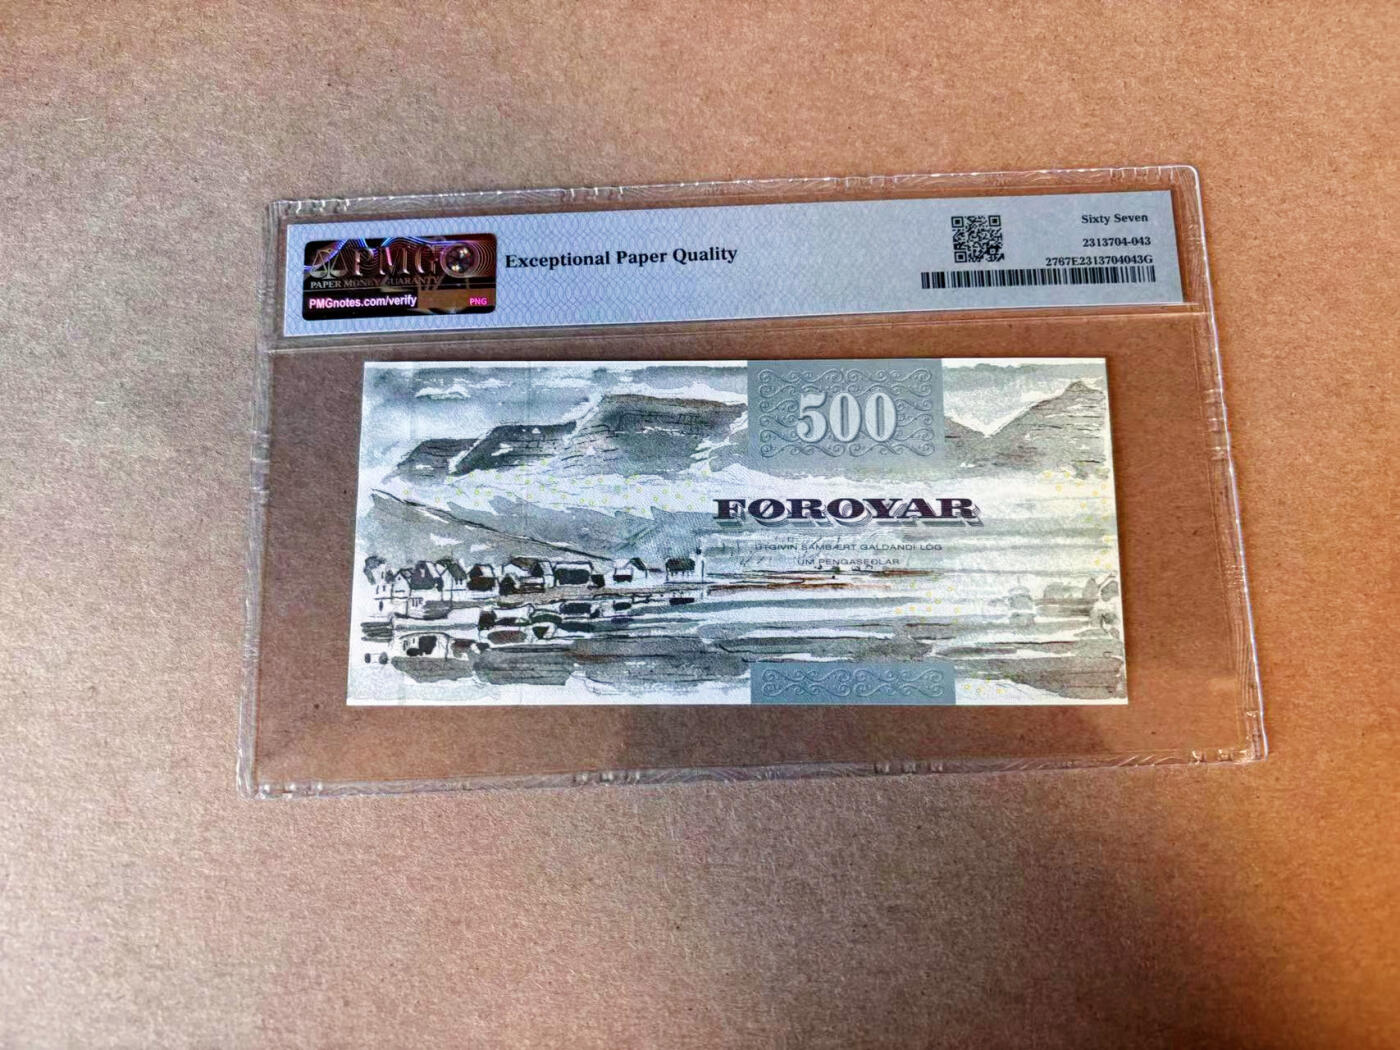 PMG
PAPER MONEY GUARANTY
PMGnotes.com/verify
PNG
Exceptional Paper Quality
Sixty Seven
2313704-043
2767E2313704043G
500
FØROYAR
ÚTGIVIN SAMBÆRT GALDANDI LÓG
UM PENGASEÐLAR